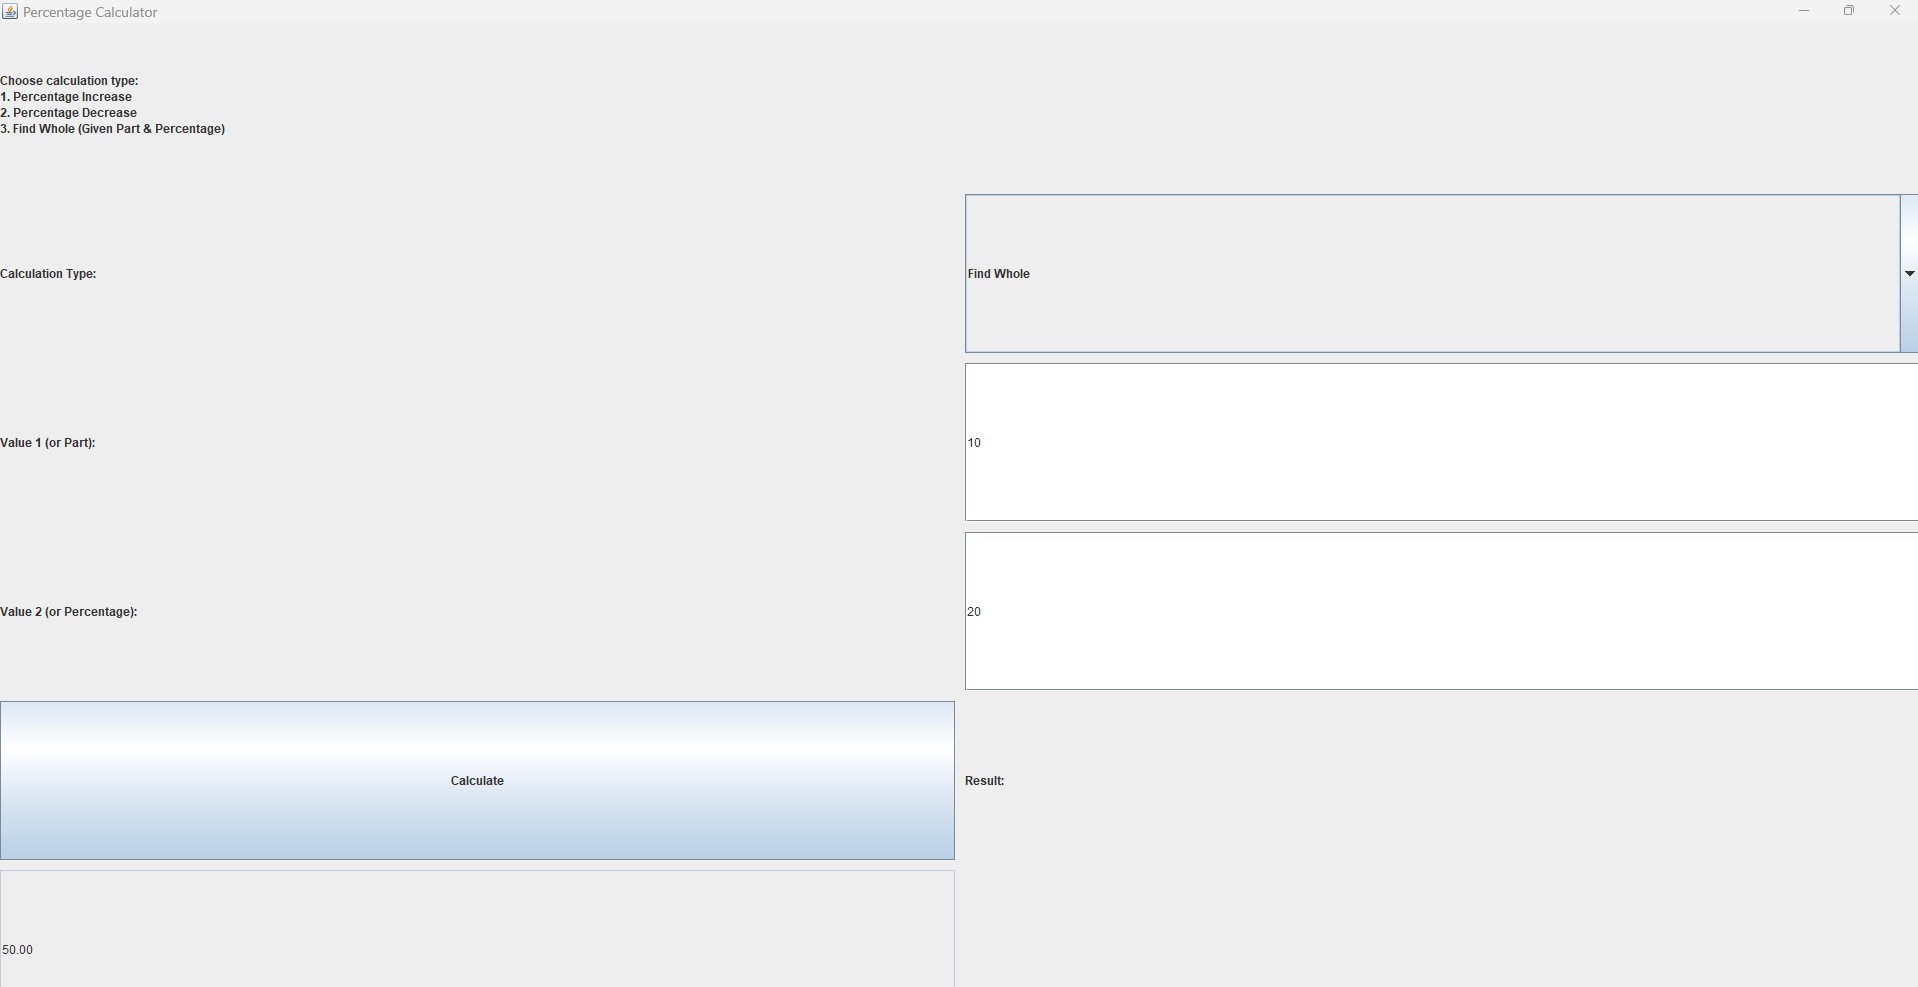 Percentage Calculator
Choose calculation type:
1. Percentage Increase
2. Percentage Decrease
3. Find Whole (Given Part & Percentage)
Calculation Type:
Find Whole
Value 1 (or Part):
10
Value 2 (or Percentage):
20
Calculate
Result:
50.00